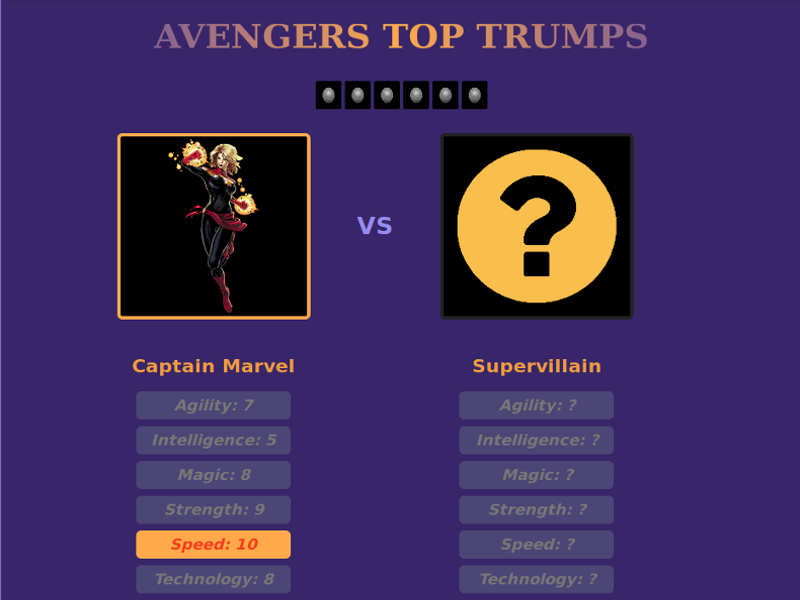 AVENGERS TOP TRUMPS
VS
?
Captain Marvel
Supervillain
Agility: 7
Agility: ?
Intelligence: 5
Intelligence: ?
Magic: 8
Magic: ?
Strength: 9
Strength: ?
Speed: 10
Speed: ?
Technology: 8
Technology: ?